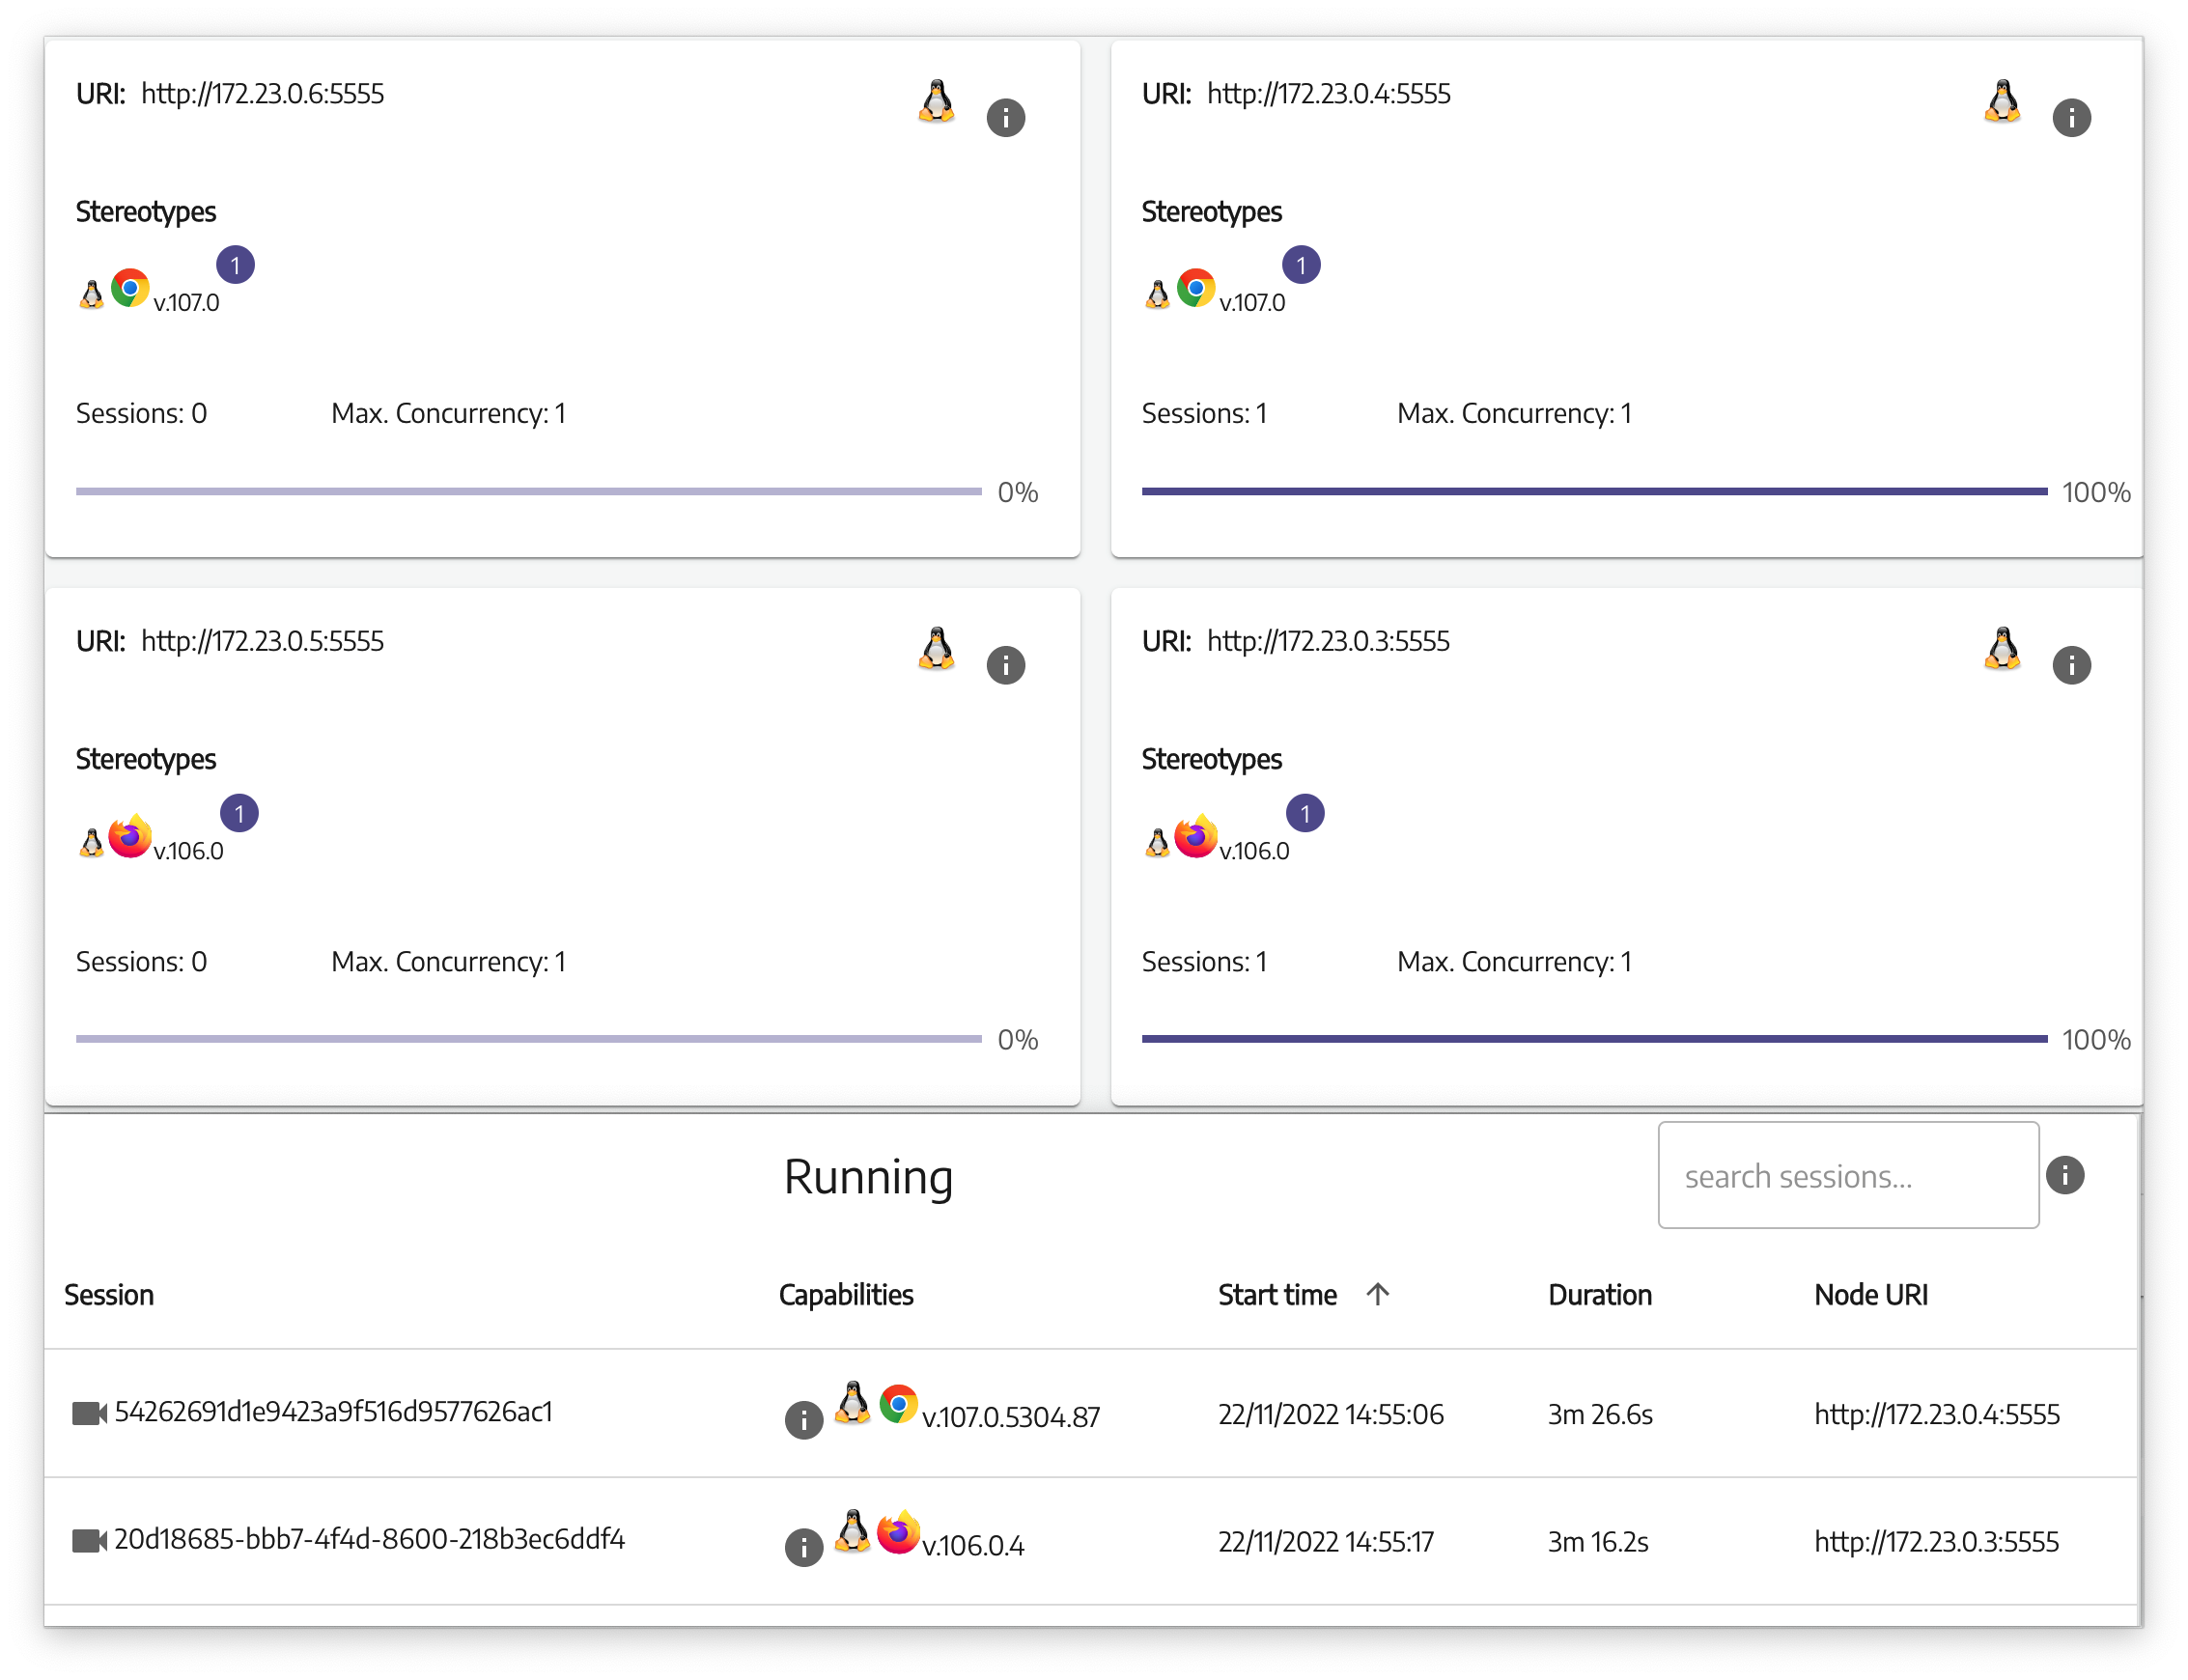 URI: http://172.23.0.6:5555
Stereotypes
v.107.0 1
Sessions: 0 Max. Concurrency: 1
0%
URI: http://172.23.0.4:5555
Stereotypes
v.107.0 1
Sessions: 1 Max. Concurrency: 1
100%
URI: http://172.23.0.5:5555
Stereotypes
v.106.0 1
Sessions: 0 Max. Concurrency: 1
0%
URI: http://172.23.0.3:5555
Stereotypes
v.106.0 1
Sessions: 1 Max. Concurrency: 1
100%
Running
search sessions...
Session Capabilities Start time Duration Node URI
54262691d1e9423a9f516d9577626ac1 v.107.0.5304.87 22/11/2022 14:55:06 3m 26.6s http://172.23.0.4:5555
20d18685-bbb7-4f4d-8600-218b3ec6ddf4 v.106.0.4 22/11/2022 14:55:17 3m 16.2s http://172.23.0.3:5555